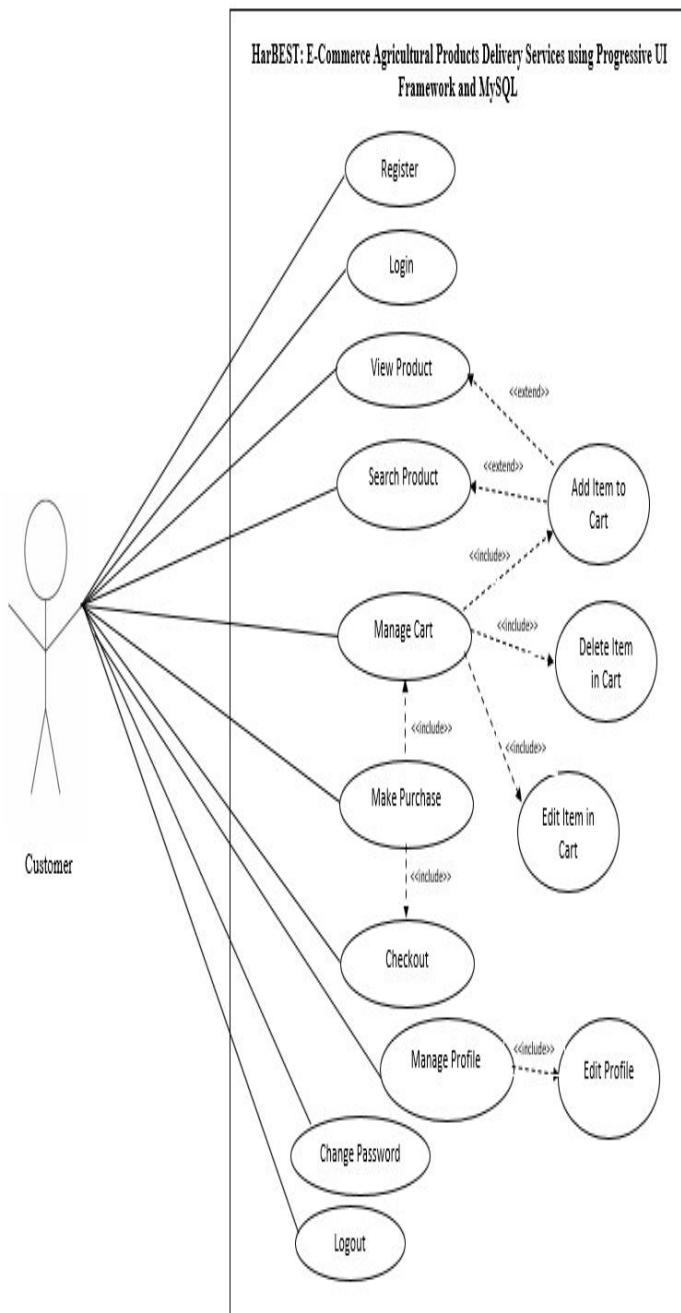 HarBEST: E-Commerce Agricultural Products Delivery Services using Progressive UI
Framework and MySQL
Register
Login
View Product
<<extend>>
Search Product
<<extend>>
Add Item to
Cart
<<include>>
Manage Cart
<<include>>
Delete Item
in Cart
<<include>>
<<include>>
Make Purchase
Edit Item in
Cart
Customer
<<include>>
Checkout
Manage Profile
<<include>>
Edit Profile
Change Password
Logout